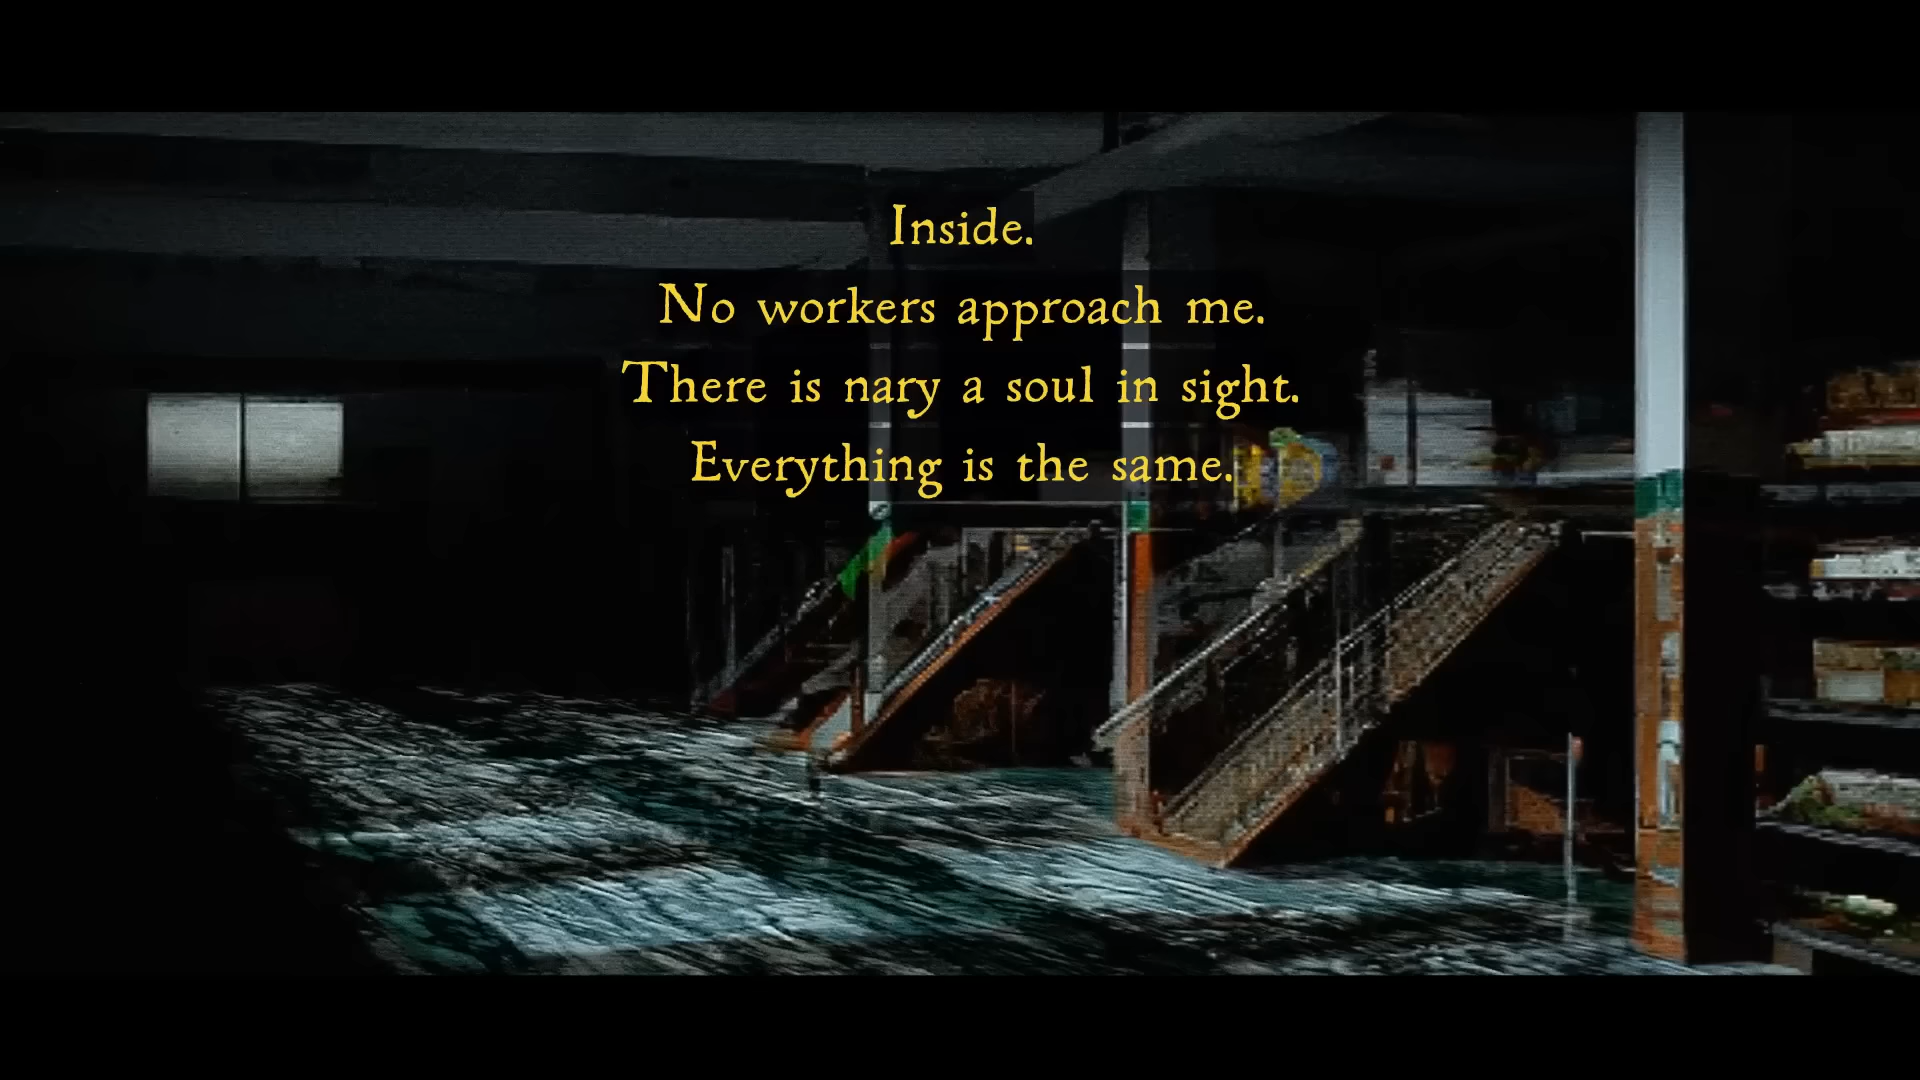 Inside.
No workers approach me.
There is nary a soul in sight.
Everything is the same.